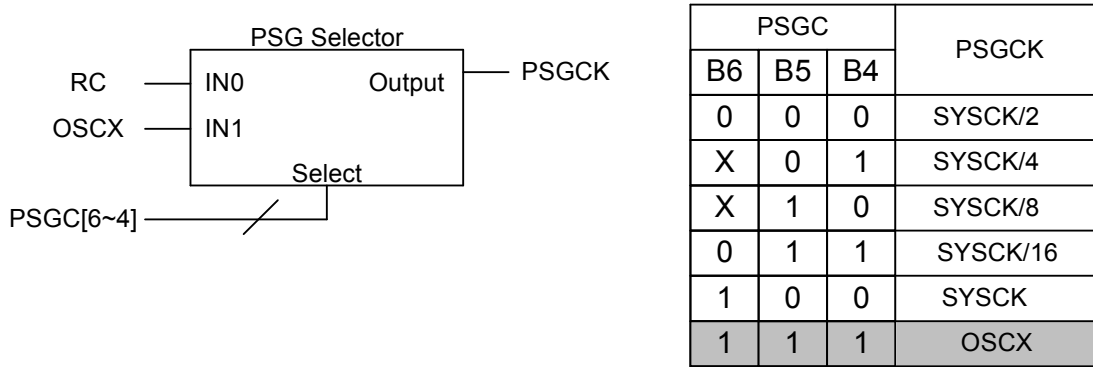 PSG Selector
RC IN0 Output PSGCK
OSCX IN1
Select
PSGC[6~4]
PSGC PSGCK
B6 B5 B4
0 0 0 SYSCK/2
X 0 1 SYSCK/4
X 1 0 SYSCK/8
0 1 1 SYSCK/16
1 0 0 SYSCK
1 1 1 OSCX